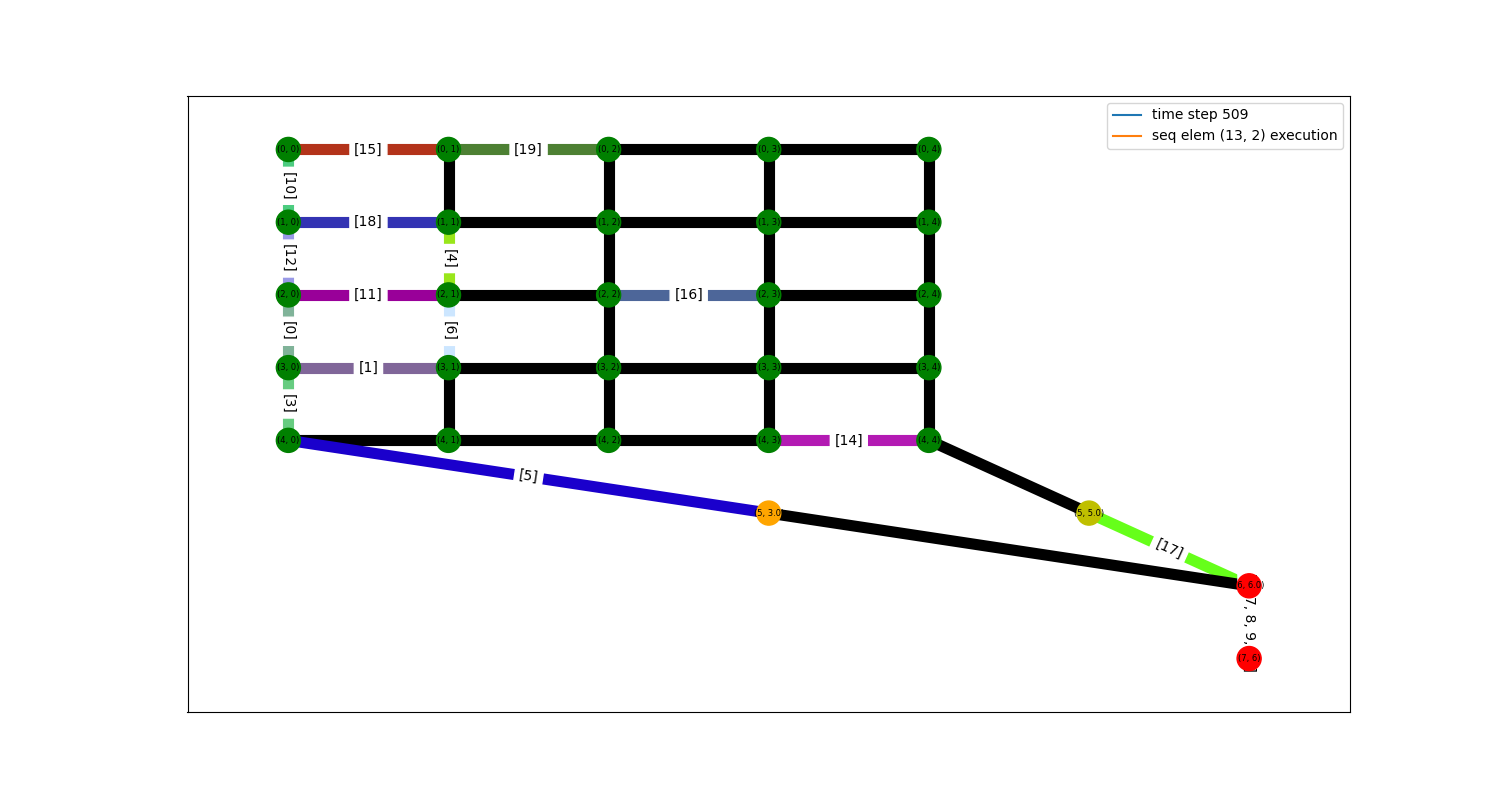 time step 509
seq elem (13, 2) execution
(0, 0) [15] (0, 1) [19] (0, 2) (0, 3) (0, 4)
[10]
(1, 0) [18] (1, 1) (1, 2) (1, 3) (1, 4)
[12] [4]
(2, 0) [11] (2, 1) (2, 2) [16] (2, 3) (2, 4)
[0] [6]
(3, 0) [1] (3, 1) (3, 2) (3, 3) (3, 4)
[3]
(4, 0) (4, 1) (4, 2) (4, 3) [14] (4, 4)
[5]
(5, 3.0) (5, 5.0)
[17]
(6, 6.0)
7, 8, 9,
(7, 6)